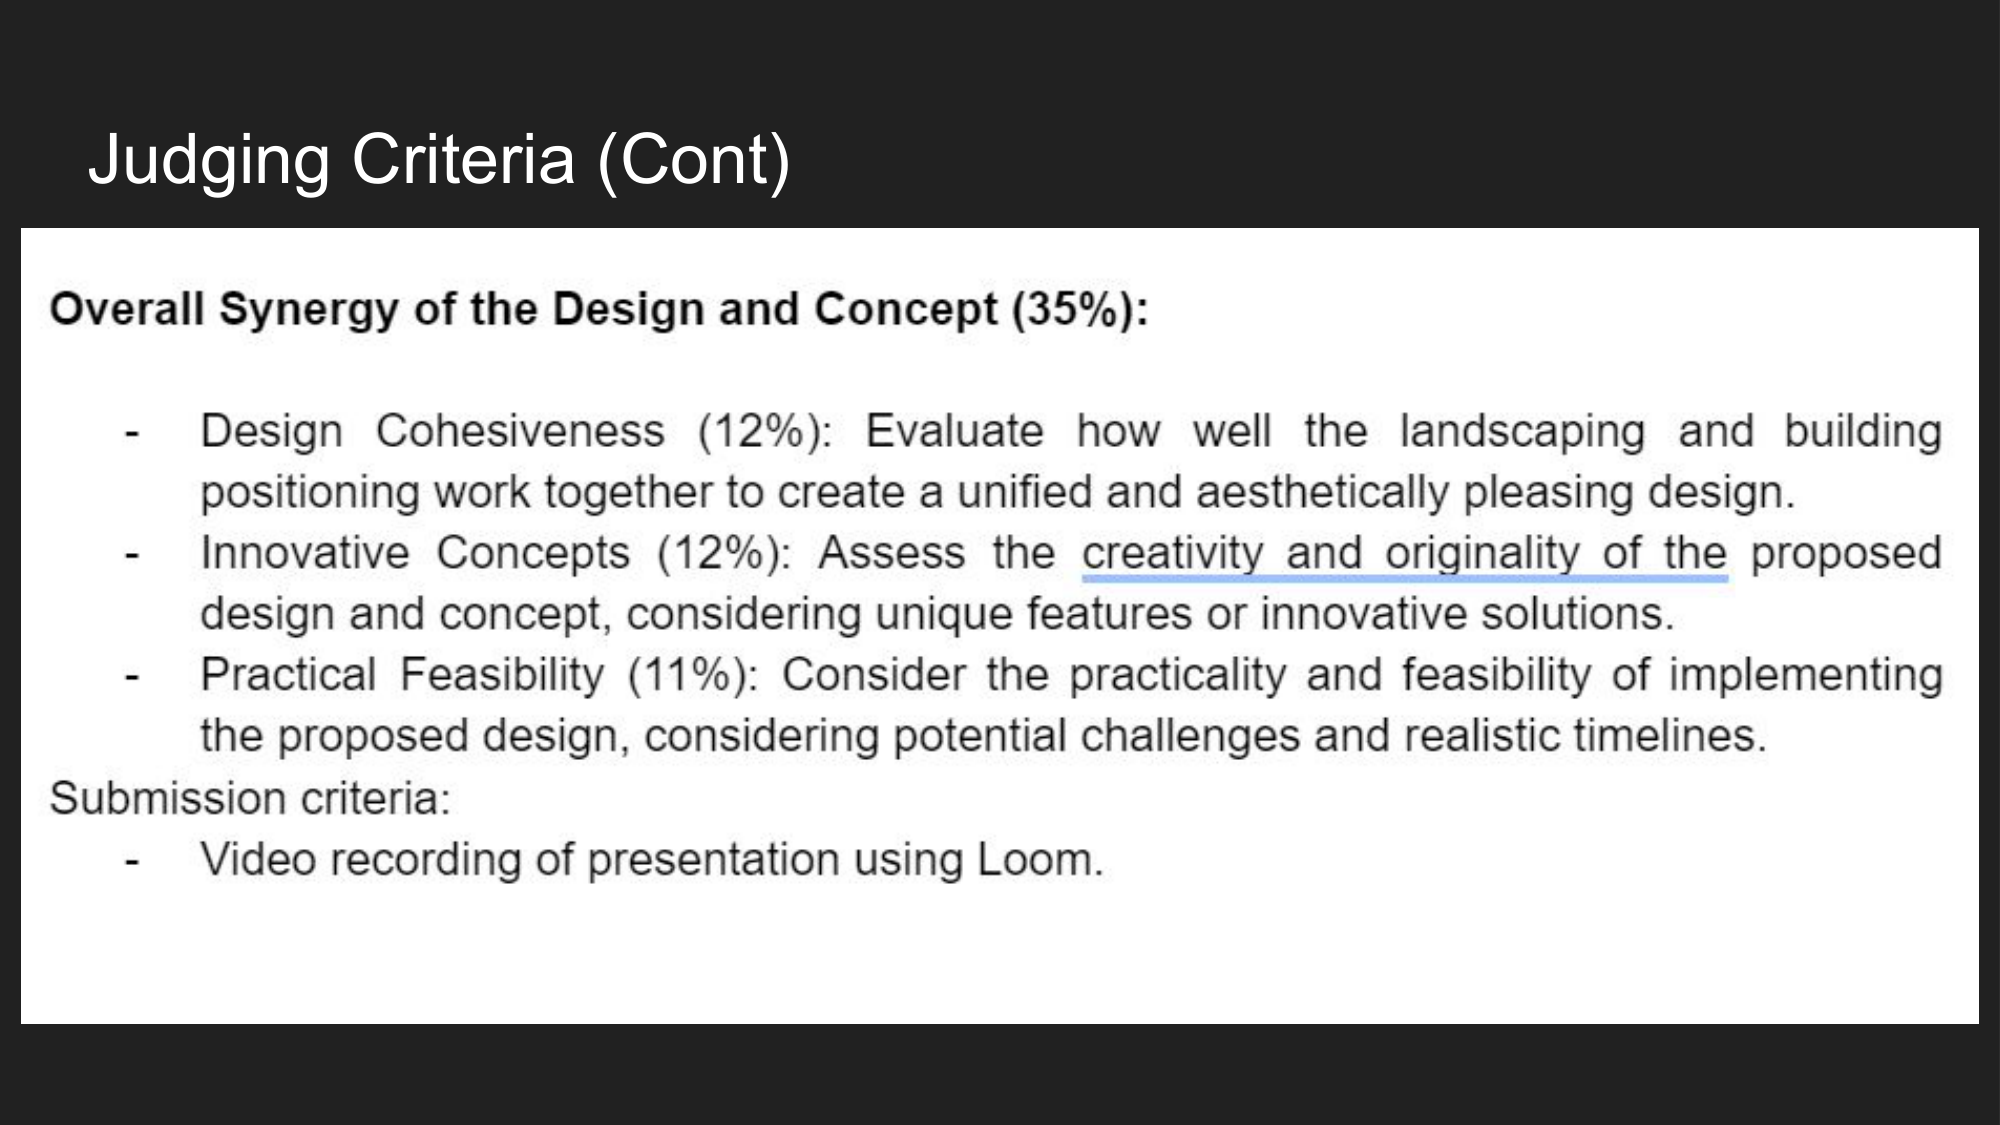 Judging Criteria (Cont)
Overall Synergy of the Design and Concept (35%):
- Design Cohesiveness (12%): Evaluate how well the landscaping and building
positioning work together to create a unified and aesthetically pleasing design.
- Innovative Concepts (12%): Assess the creativity and originality of the proposed
design and concept, considering unique features or innovative solutions.
- Practical Feasibility (11%): Consider the practicality and feasibility of implementing
the proposed design, considering potential challenges and realistic timelines.
Submission criteria:
- Video recording of presentation using Loom.